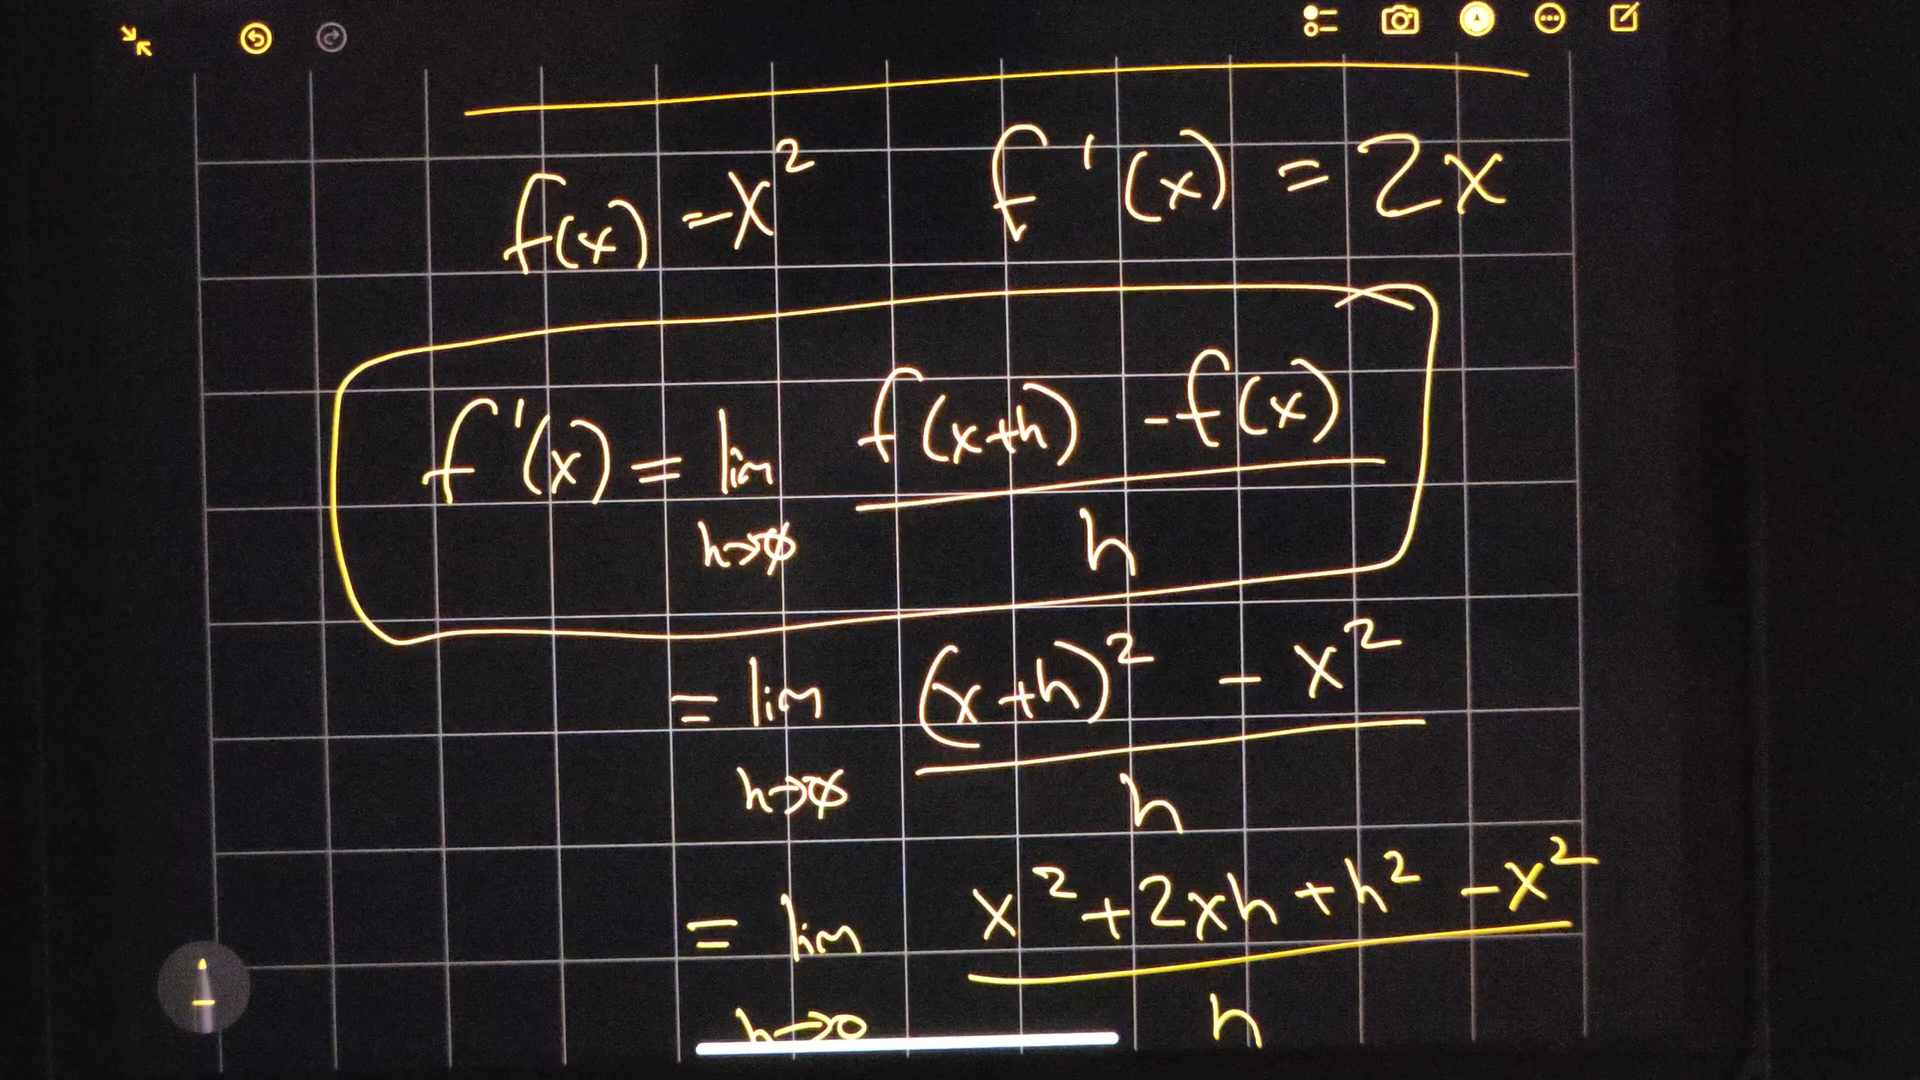 f(x) = x² f'(x) = 2x
f'(x) = lim h→0 f(x+h) - f(x) / h
= lim h→0 (x+h)² - x² / h
= lim h→0 x² + 2xh + h² - x² / h